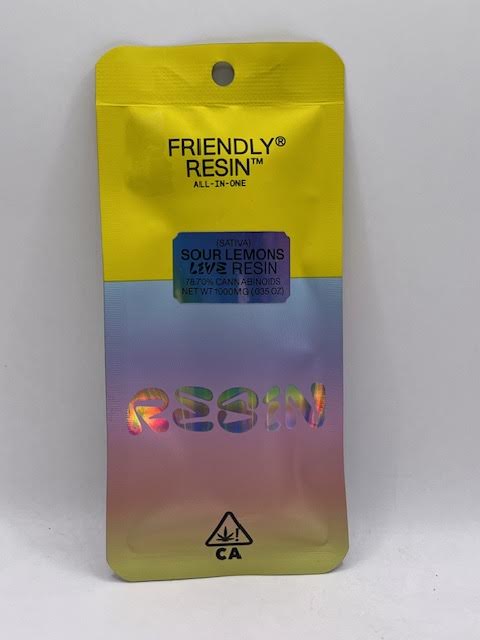 FRIENDLY®
RESIN™
ALL-IN-ONE
(SATIVA)
SOUR LEMONS
LIVE RESIN
78.70% CANNABINOIDS
NET WT 1000MG (.035 OZ)
RESIN
!
CA